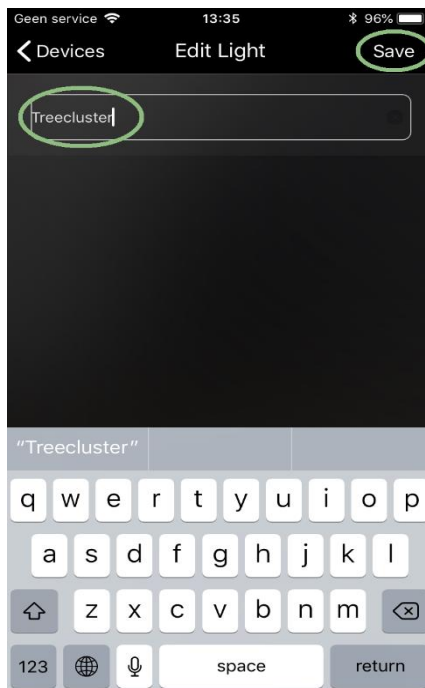 Geen service 13:35 96%
Devices Edit Light Save
Treecluster
"Treecluster"
q w e r t y u i o p
a s d f g h j k l
z x c v b n m
123 space return